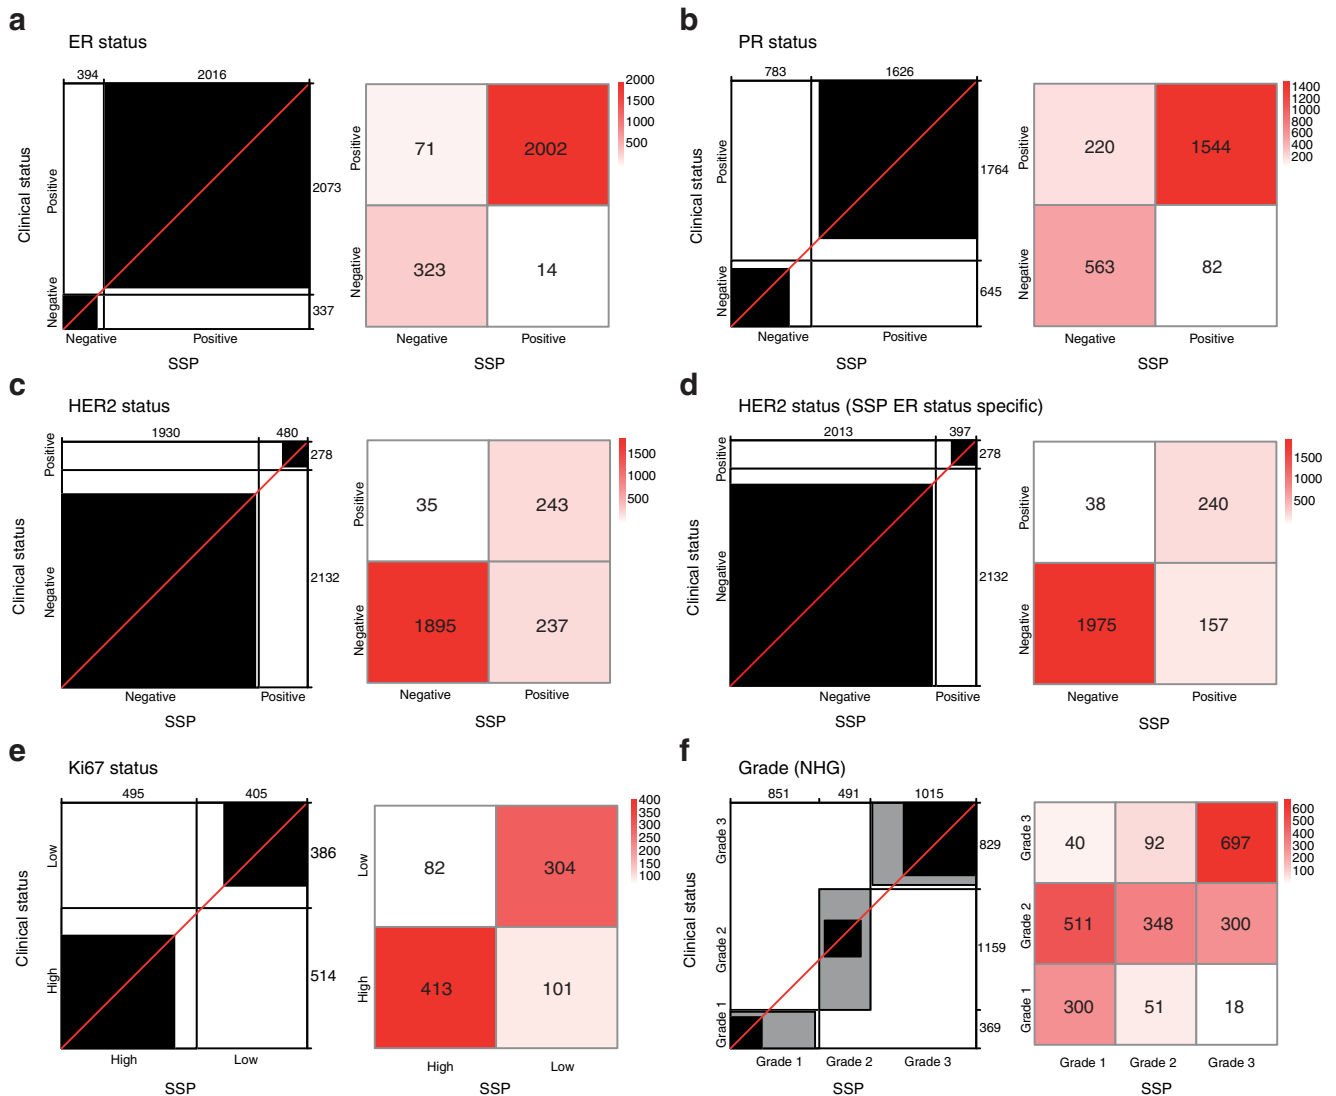 a
ER status
394 2016
Clinical status
Positive
Negative
2073
337
Negative Positive
SSP
Positive
Negative
71 2002
323 14
Negative Positive
SSP
2000
1500
1000
500
b
PR status
783 1626
Clinical status
Positive
Negative
1764
645
Negative Positive
SSP
Positive
Negative
220 1544
563 82
Negative Positive
SSP
1400
1200
1000
800
600
400
200
c
HER2 status
1930 480
Clinical status
Positive
Negative
278
2132
Negative Positive
SSP
Positive
Negative
35 243
1895 237
Negative Positive
SSP
1500
1000
500
d
HER2 status (SSP ER status specific)
2013 397
Clinical status
Positive
Negative
278
2132
Negative Positive
SSP
Positive
Negative
38 240
1975 157
Negative Positive
SSP
1500
1000
500
e
Ki67 status
495 405
Clinical status
Low
High
386
514
High Low
SSP
Low
High
82 304
413 101
High Low
SSP
400
350
300
250
200
150
100
f
Grade (NHG)
851 491 1015
Clinical status
Grade 3
Grade 2
Grade 1
829
1159
369
Grade 1 Grade 2 Grade 3
SSP
Grade 3
Grade 2
Grade 1
40 92 697
511 348 300
300 51 18
Grade 1 Grade 2 Grade 3
SSP
600
500
400
300
200
100